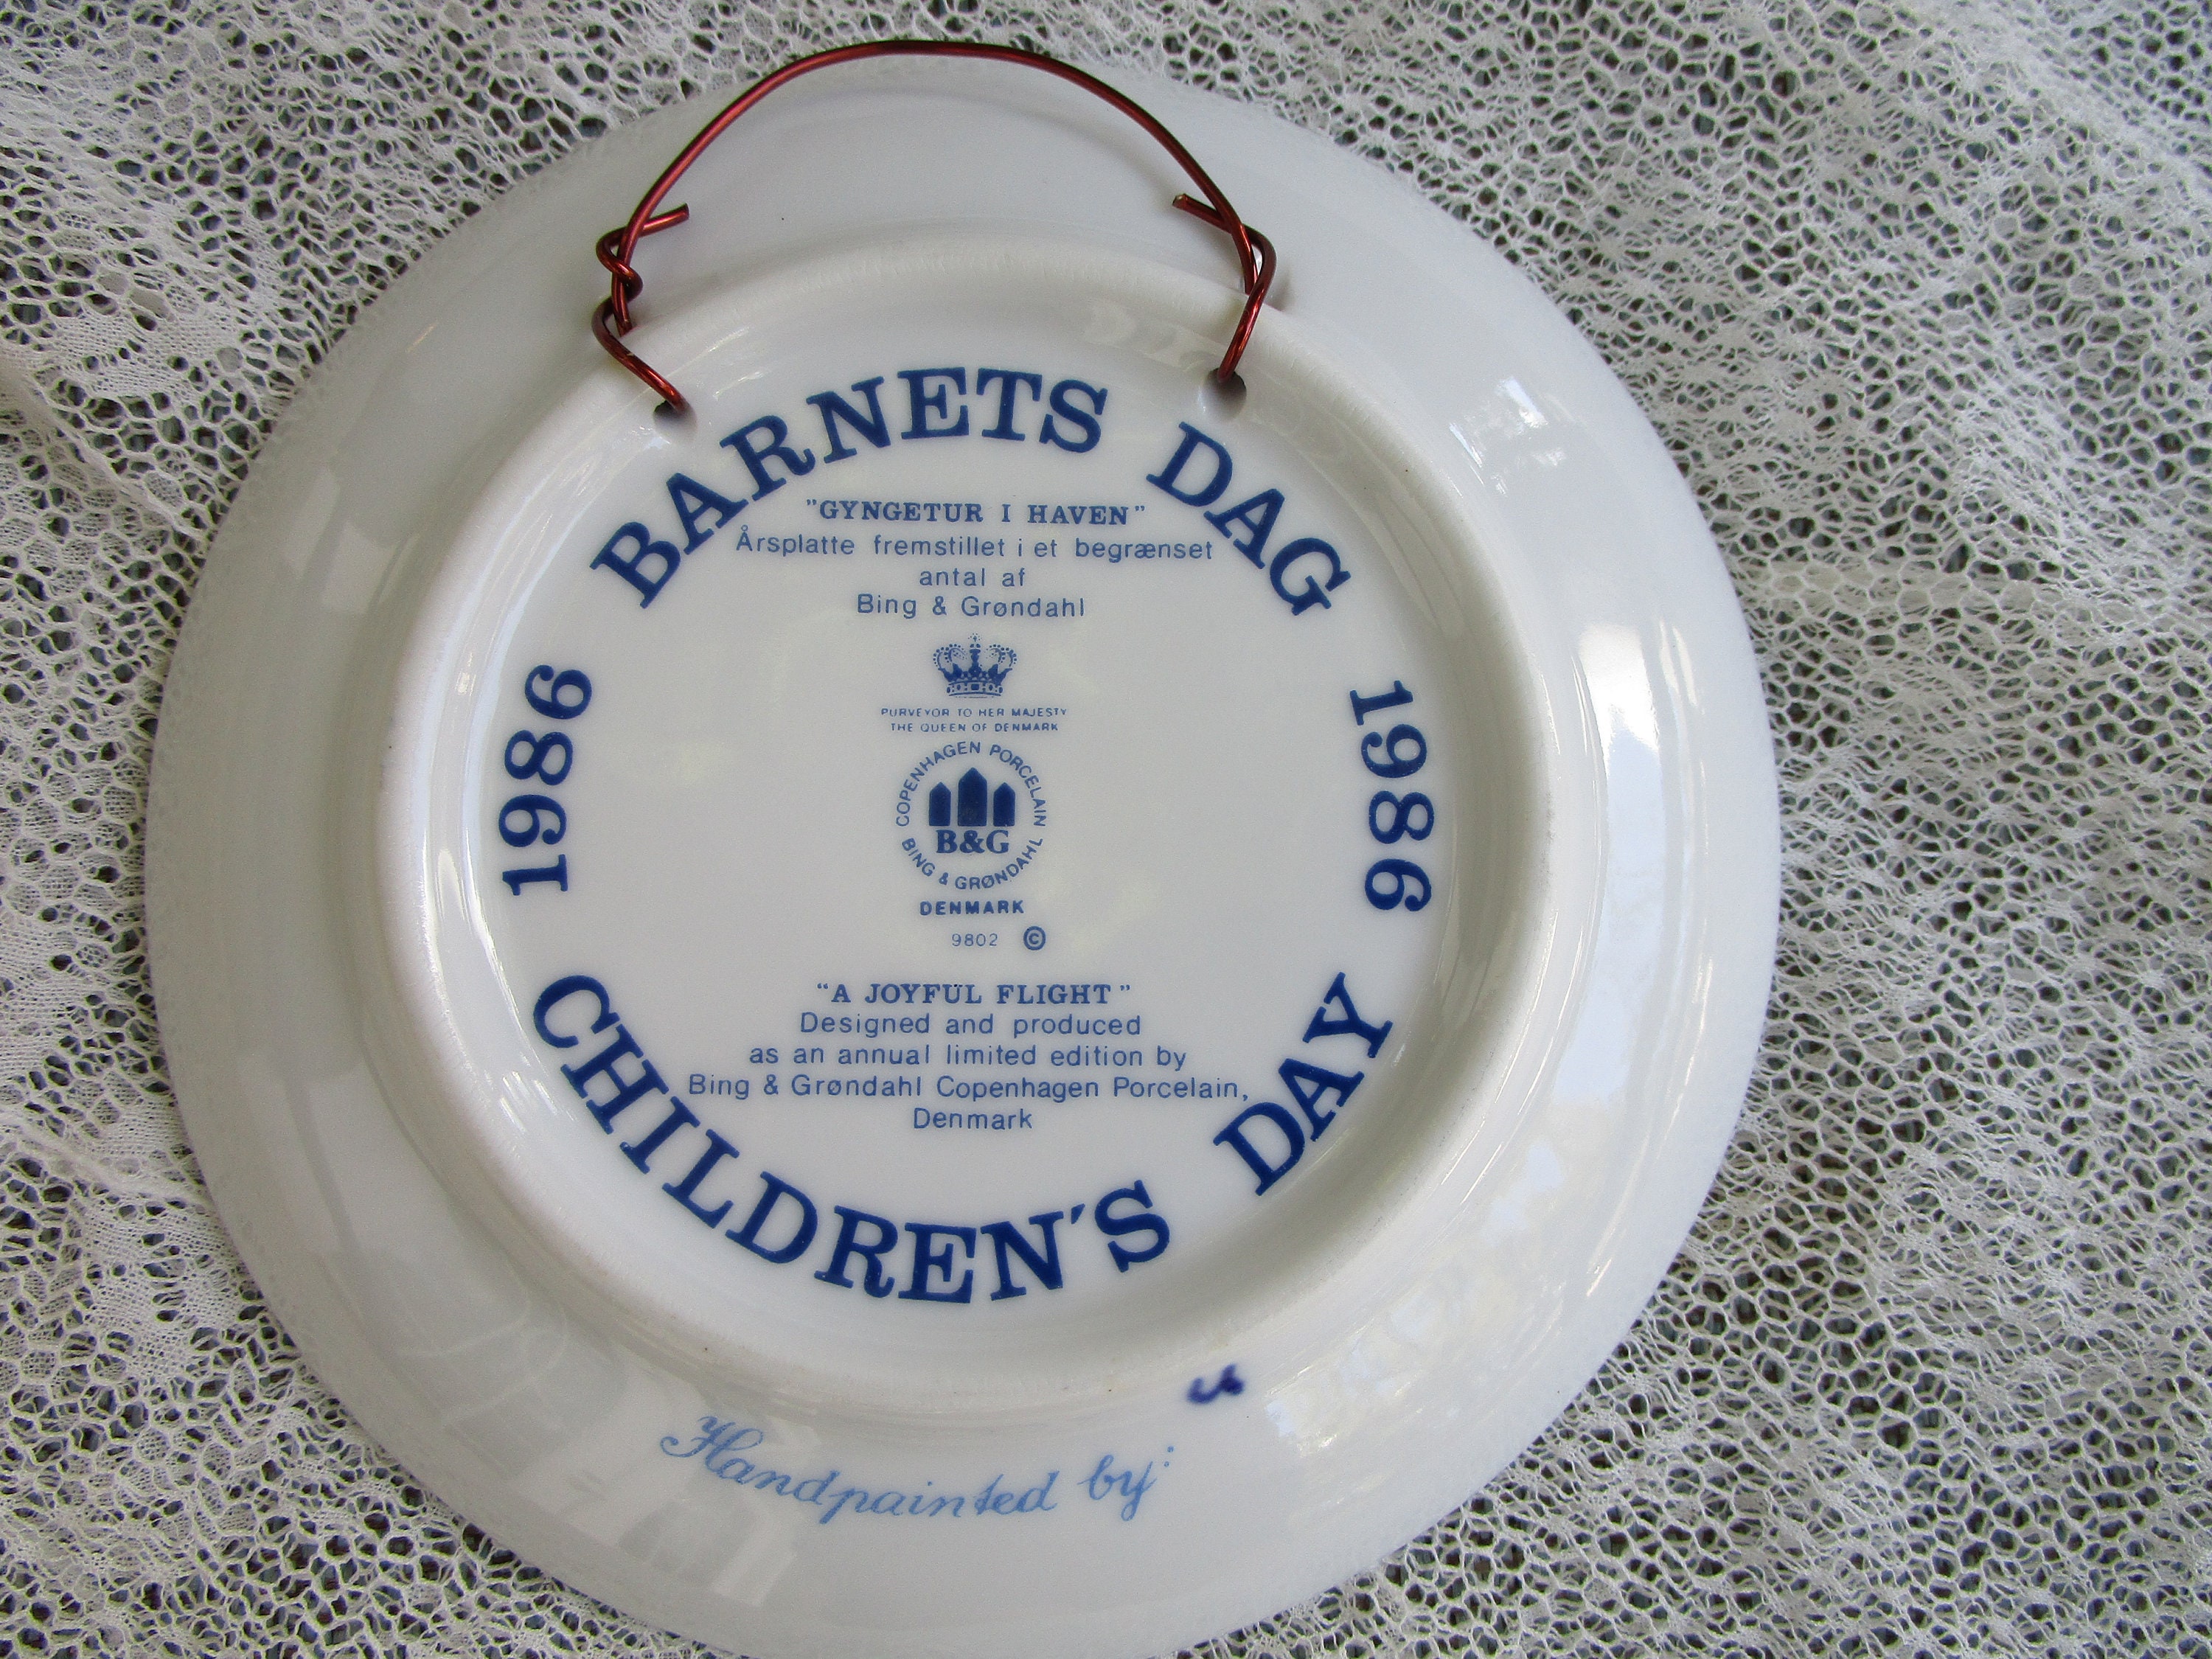 BARNETS DAG
1986
1986
"GYNGETUR I HAVEN"
Årsplatte fremstillet i et begrænset
antal af
Bing & Grøndahl
PURVEYOR TO HER MAJESTY
THE QUEEN OF DENMARK
COPENHAGEN PORCELAIN
B&G
BING & GRØNDAHL
DENMARK
9802 ©
"A JOYFUL FLIGHT"
Designed and produced
as an annual limited edition by
Bing & Grøndahl Copenhagen Porcelain,
Denmark
CHILDREN'S DAY
Handpainted by: